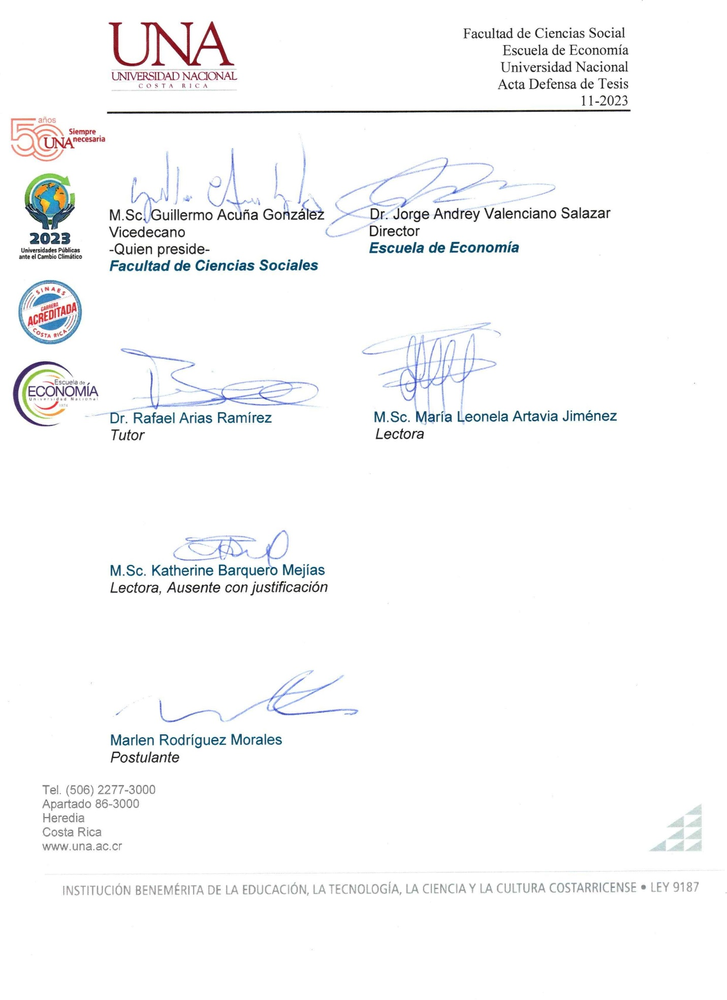 UNA
UNIVERSIDAD NACIONAL
COSTA RICA
Facultad de Ciencias Social
Escuela de Economía
Universidad Nacional
Acta Defensa de Tesis
11-2023
50 años
UNA
Siempre
necesaria
2023
Universidades Públicas
ante el Cambio Climático
SINAES
CARRERA
ACREDITADA
COSTA RICA
Escuela de
ECONOMÍA
Universidad Nacional
1974
M.Sc. Guillermo Acuña González
Vicedecano
-Quien preside-
Facultad de Ciencias Sociales
Dr. Jorge Andrey Valenciano Salazar
Director
Escuela de Economía
Dr. Rafael Arias Ramírez
Tutor
M.Sc. María Leonela Artavia Jiménez
Lectora
M.Sc. Katherine Barquero Mejías
Lectora, Ausente con justificación
Marlen Rodríguez Morales
Postulante
Tel. (506) 2277-3000
Apartado 86-3000
Heredia
Costa Rica
www.una.ac.cr
INSTITUCIÓN BENEMÉRITA DE LA EDUCACIÓN, LA TECNOLOGÍA, LA CIENCIA Y LA CULTURA COSTARRICENSE • LEY 9187